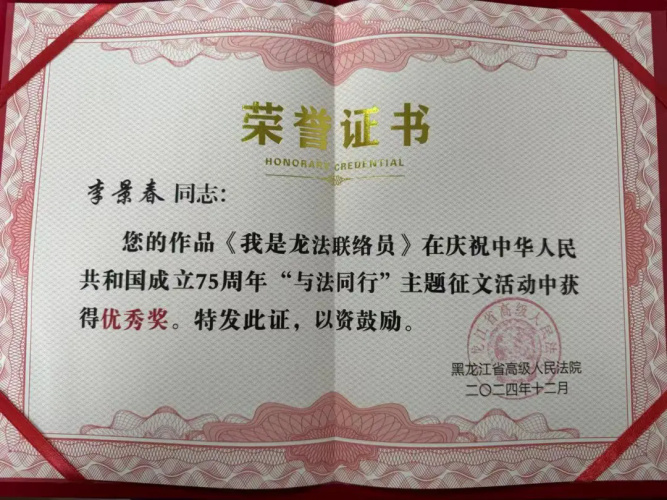 荣誉证书
HONORARY CREDENTIAL
李景春 同志：
您的作品《我是龙法联络员》在庆祝中华人民
共和国成立75周年“与法同行”主题征文活动中获
得优秀奖。特发此证，以资鼓励。
黑龙江省高级人民法院
二〇二四年十二月